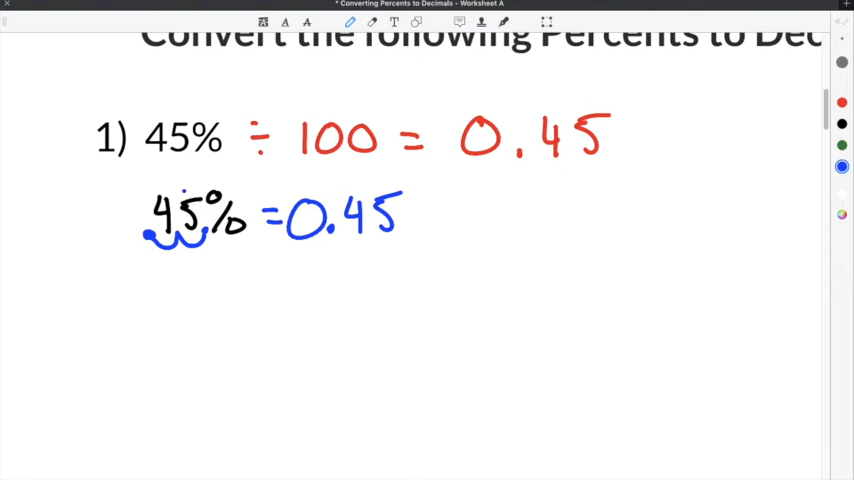 * Converting Percents to Decimals - Worksheet A
Convert the following Percents to Dec
1) 45% ÷ 100 = 0.45
45% = 0.45